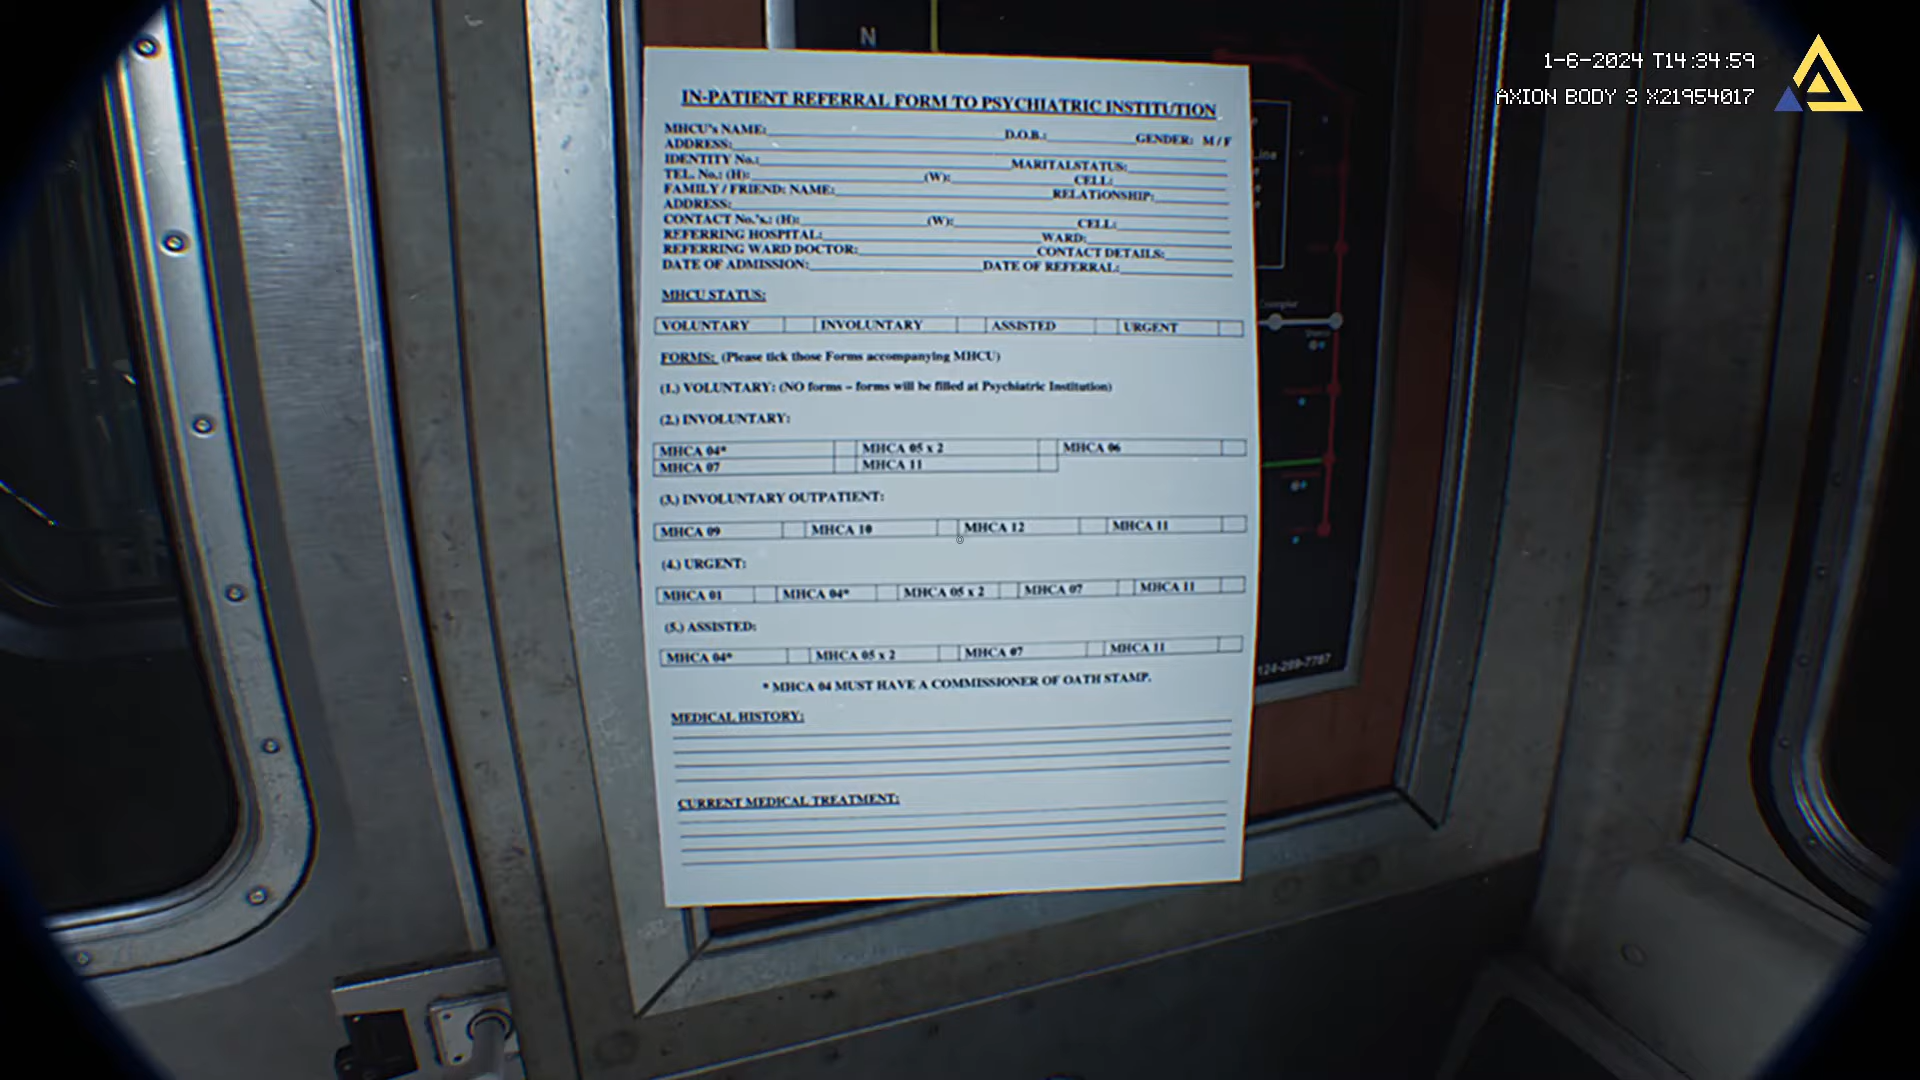 N
1-6-2024 T14:34:59
AXION BODY 3 X21954017
IN-PATIENT REFERRAL FORM TO PSYCHIATRIC INSTITUTION
MHCU's NAME: D.O.B.: GENDER: M / F
ADDRESS:
IDENTITY No.: MARITALSTATUS:
TEL. No.: (H): (W): CELL:
FAMILY / FRIEND: NAME: RELATIONSHIP:
ADDRESS:
CONTACT No.'s.: (H): (W): CELL:
REFERRING HOSPITAL: WARD:
REFERRING WARD DOCTOR: CONTACT DETAILS:
DATE OF ADMISSION: DATE OF REFERRAL:
MHCU STATUS:
VOLUNTARY INVOLUNTARY ASSISTED URGENT
FORMS: (Please tick those Forms accompanying MHCU)
(1.) VOLUNTARY: (NO forms – forms will be filled at Psychiatric Institution)
(2.) INVOLUNTARY:
MHCA 04* MHCA 05 x 2 MHCA 06
MHCA 07 MHCA 11
(3.) INVOLUNTARY OUTPATIENT:
MHCA 09 MHCA 10 MHCA 12 MHCA 11
(4.) URGENT:
MHCA 01 MHCA 04* MHCA 05 x 2 MHCA 07 MHCA 11
(5.) ASSISTED:
MHCA 04* MHCA 05 x 2 MHCA 07 MHCA 11
* MHCA 04 MUST HAVE A COMMISSIONER OF OATH STAMP.
MEDICAL HISTORY:
CURRENT MEDICAL TREATMENT: